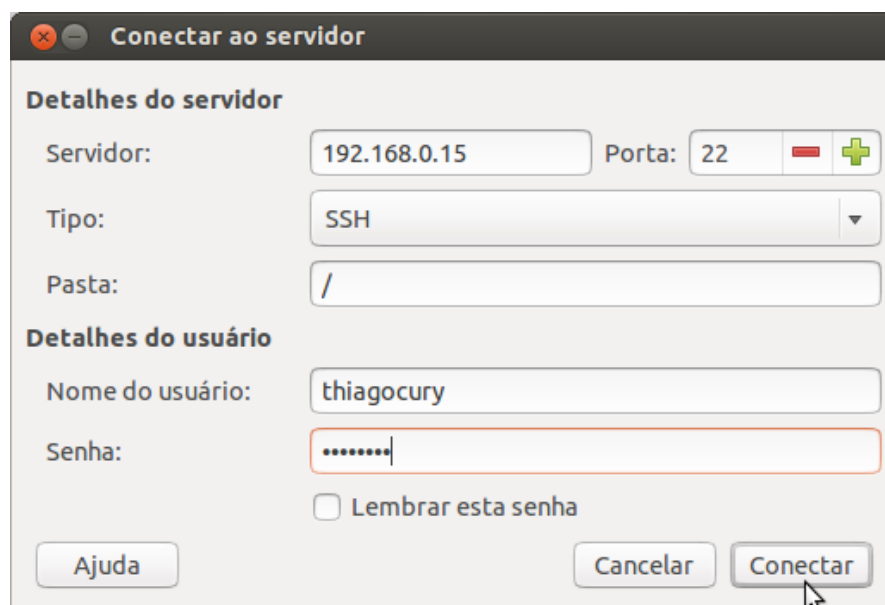 Conectar ao servidor
Detalhes do servidor
Servidor: 192.168.0.15 Porta: 22
Tipo: SSH
Pasta: /
Detalhes do usuário
Nome do usuário: thiagocury
Senha: ••••••••
Lembrar esta senha
Ajuda Cancelar Conectar